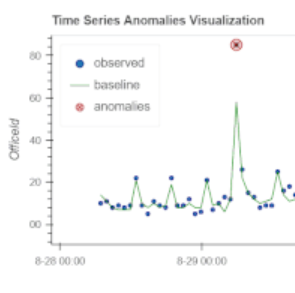 Time Series Anomalies Visualization
observed
baseline
anomalies
OfficeId
80
60
40
20
00
8-28 00:00
8-29 00:00